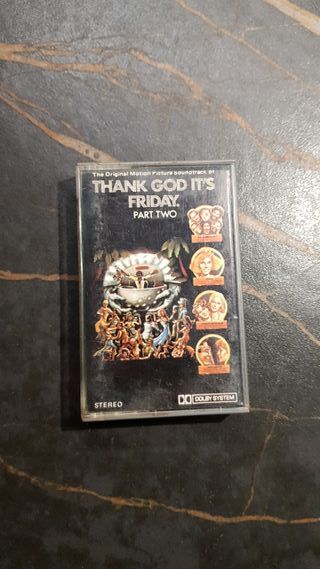 The Original Motion Picture Soundtrack of
THANK GOD IT'S
FRIDAY.
PART TWO
STEREO
DOLBY SYSTEM